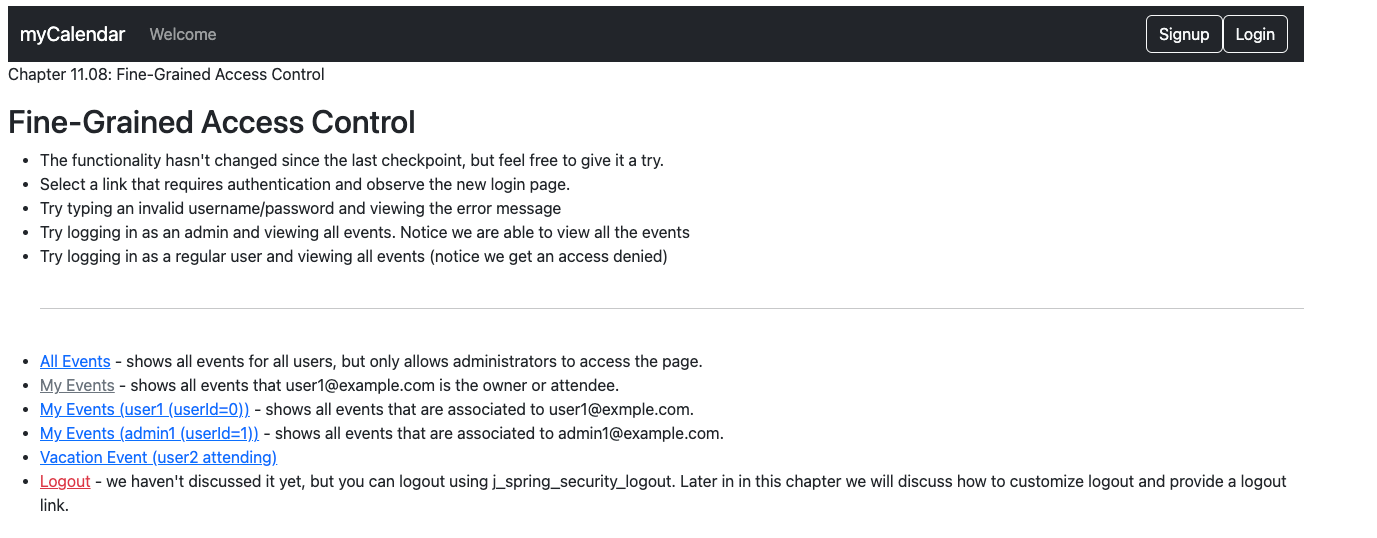 myCalendar Welcome Signup Login
Chapter 11.08: Fine-Grained Access Control
Fine-Grained Access Control
The functionality hasn't changed since the last checkpoint, but feel free to give it a try.
Select a link that requires authentication and observe the new login page.
Try typing an invalid username/password and viewing the error message
Try logging in as an admin and viewing all events. Notice we are able to view all the events
Try logging in as a regular user and viewing all events (notice we get an access denied)
All Events - shows all events for all users, but only allows administrators to access the page.
My Events - shows all events that user1@example.com is the owner or attendee.
My Events (user1 (userId=0)) - shows all events that are associated to user1@exmple.com.
My Events (admin1 (userId=1)) - shows all events that are associated to admin1@example.com.
Vacation Event (user2 attending)
Logout - we haven't discussed it yet, but you can logout using j_spring_security_logout. Later in in this chapter we will discuss how to customize logout and provide a logout
link.